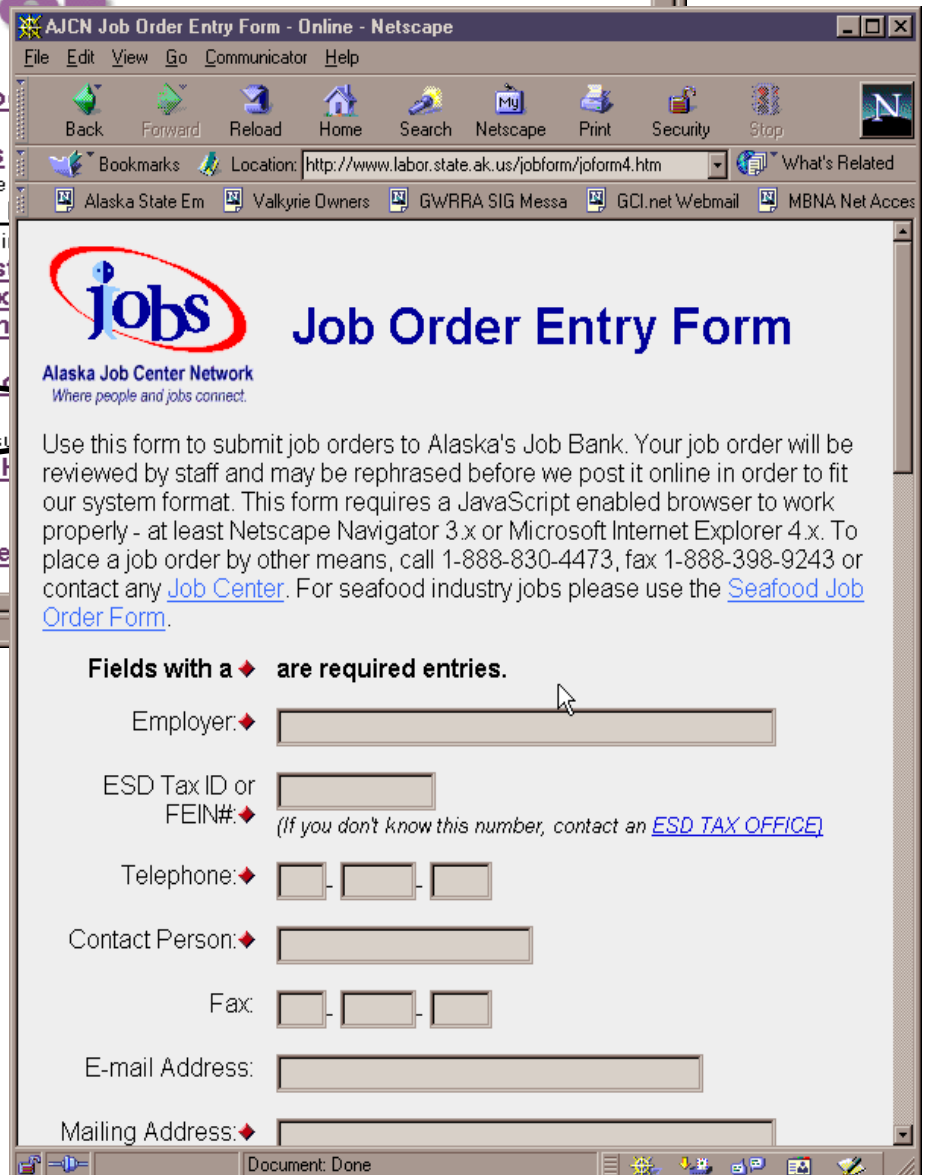 AJCN Job Order Entry Form - Online - Netscape
File Edit View Go Communicator Help
Back Forward Reload Home Search Netscape Print Security Stop
My
N
Bookmarks Location: http://www.labor.state.ak.us/jobform/joform4.htm What's Related
Alaska State Em Valkyrie Owners GWRRA SIG Messa GCI.net Webmail MBNA Net Acces
jobs
Alaska Job Center Network
Where people and jobs connect.
Job Order Entry Form
Use this form to submit job orders to Alaska's Job Bank. Your job order will be
reviewed by staff and may be rephrased before we post it online in order to fit
our system format. This form requires a JavaScript enabled browser to work
properly - at least Netscape Navigator 3.x or Microsoft Internet Explorer 4.x. To
place a job order by other means, call 1-888-830-4473, fax 1-888-398-9243 or
contact any Job Center. For seafood industry jobs please use the Seafood Job
Order Form.
Fields with a ♦ are required entries.
Employer:♦
ESD Tax ID or
FEIN#:♦
(If you don't know this number, contact an ESD TAX OFFICE)
Telephone:♦ - -
Contact Person:♦
Fax: - -
E-mail Address:
Mailing Address:♦
Document: Done